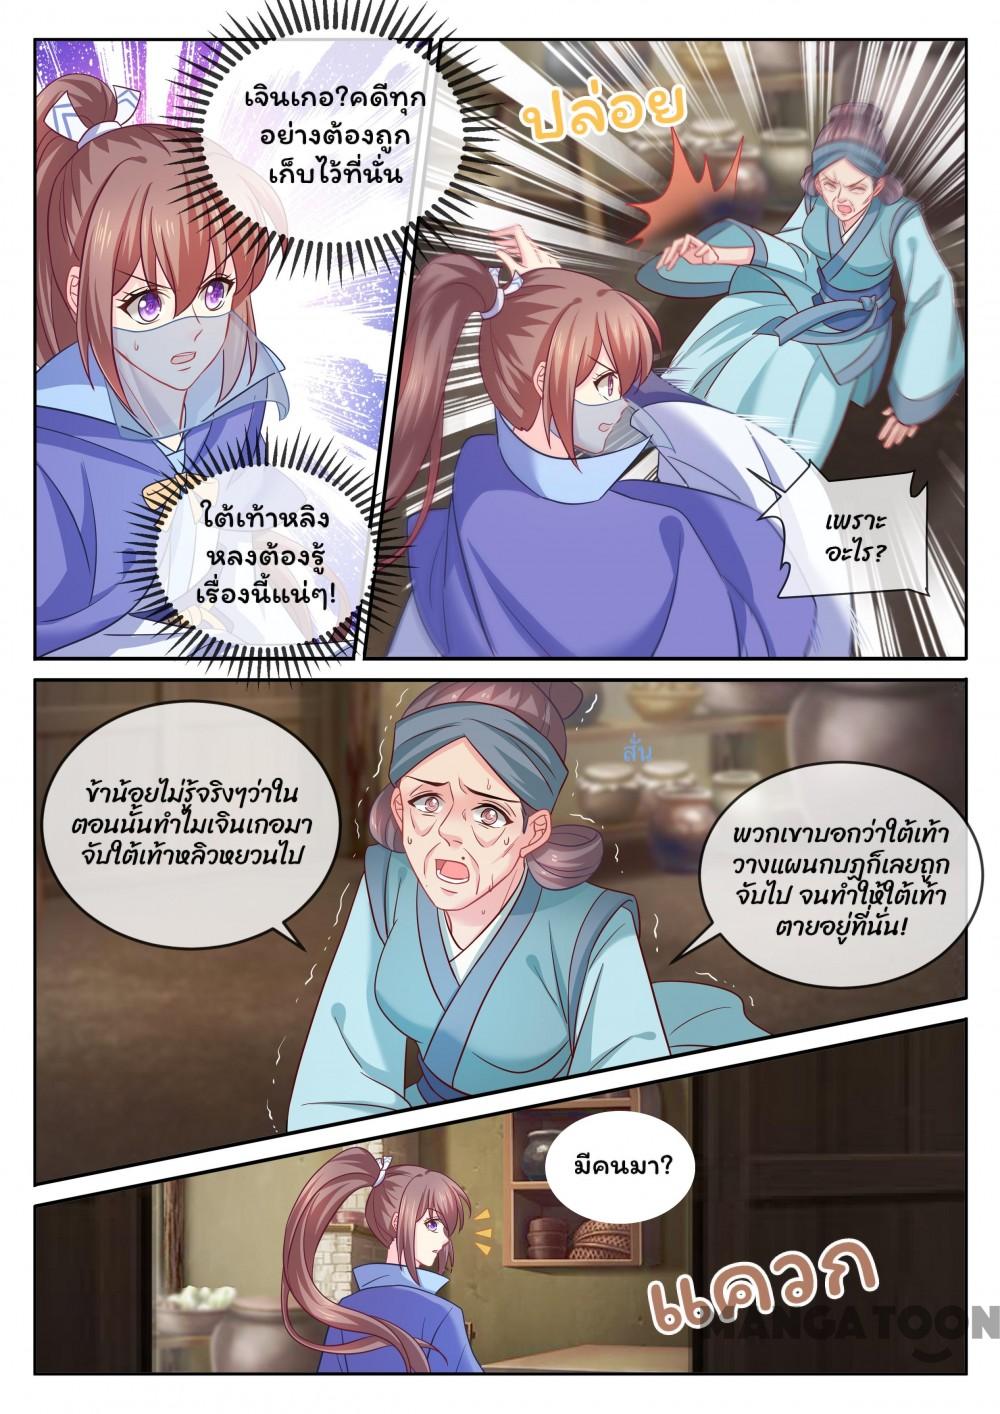 เจินเกอ?คดีทุก
อย่างต้องถูก
เก็บไว้ที่นั่น
ปล่อย
ใต้เท้าหลิง
หลงต้องรู้
เรื่องนี้แน่ๆ!
เพราะ
อะไร?
ข้าน้อยไม่รู้จริงๆว่าใน
ตอนนั้นทำไมเจินเกอมา
จับใต้เท้าหลิวหยวนไป
สั่น
พวกเขาบอกว่าใต้เท้า
วางแผนกบฏก็เลยถูก
จับไป จนทำให้ใต้เท้า
ตายอยู่ที่นั่น!
มีคนมา?
แควก
MANGATOON